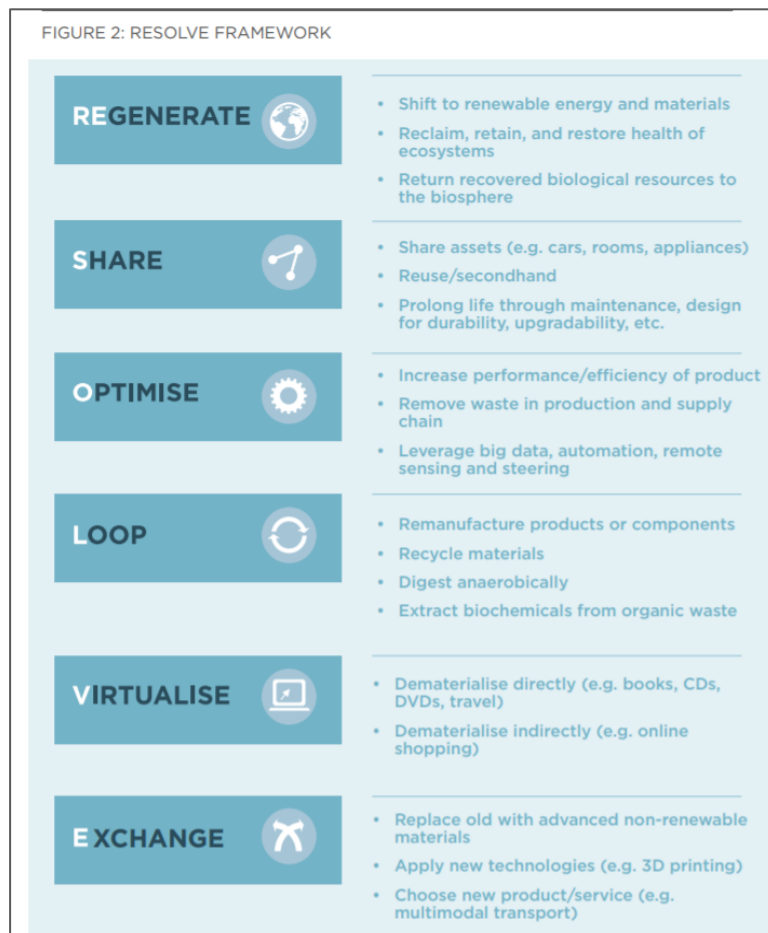 FIGURE 2: RESOLVE FRAMEWORK
REGENERATE
• Shift to renewable energy and materials
• Reclaim, retain, and restore health of
ecosystems
• Return recovered biological resources to
the biosphere
SHARE
• Share assets (e.g. cars, rooms, appliances)
• Reuse/secondhand
• Prolong life through maintenance, design
for durability, upgradability, etc.
OPTIMISE
• Increase performance/efficiency of product
• Remove waste in production and supply
chain
• Leverage big data, automation, remote
sensing and steering
LOOP
• Remanufacture products or components
• Recycle materials
• Digest anaerobically
• Extract biochemicals from organic waste
VIRTUALISE
• Dematerialise directly (e.g. books, CDs,
DVDs, travel)
• Dematerialise indirectly (e.g. online
shopping)
EXCHANGE
• Replace old with advanced non-renewable
materials
• Apply new technologies (e.g. 3D printing)
• Choose new product/service (e.g.
multimodal transport)